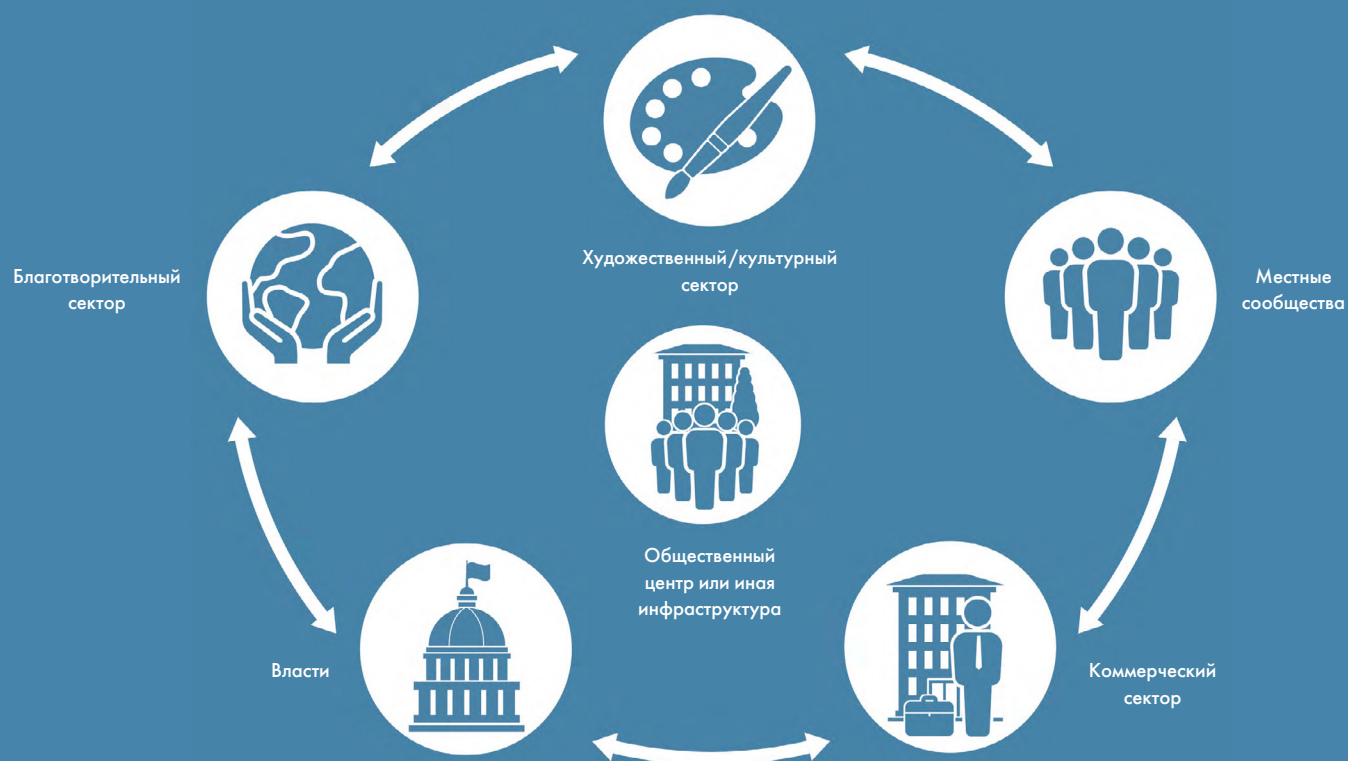 Художественный/культурный
сектор
Благотворительный
сектор
Местные
сообщества
Общественный
центр или иная
инфраструктура
Власти
Коммерческий
сектор